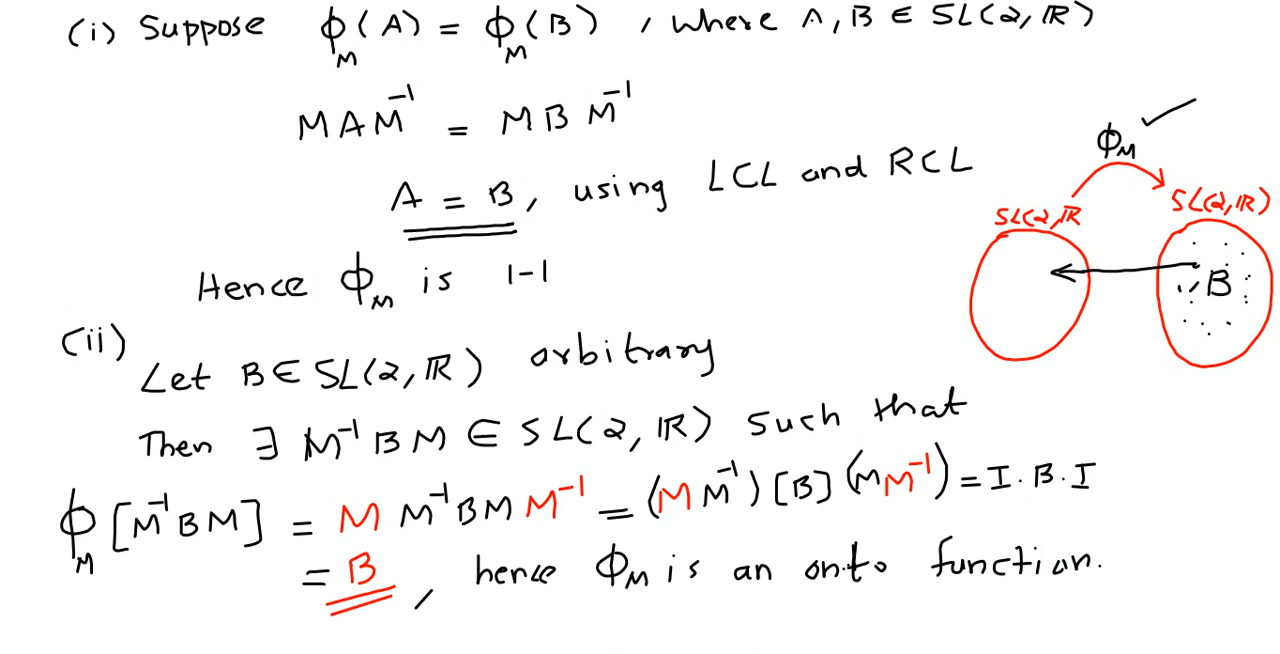 (i) Suppose ϕ_M(A) = ϕ_M(B), where A, B ∈ SL(2, ℝ)
MAM⁻¹ = MBM⁻¹
A = B, using LCL and RCL
Hence ϕ_M is 1-1
ϕ_M ✓
SL(2, ℝ
SL(2, ℝ)
B
(ii)
Let B ∈ SL(2, ℝ) arbitrary
Then ∃ M⁻¹BM ∈ SL(2, ℝ) such that
ϕ_M[M⁻¹BM] = M M⁻¹BM M⁻¹ = (M M⁻¹)[B](M M⁻¹) = I.B.I
= B, hence ϕ_M is an onto function.